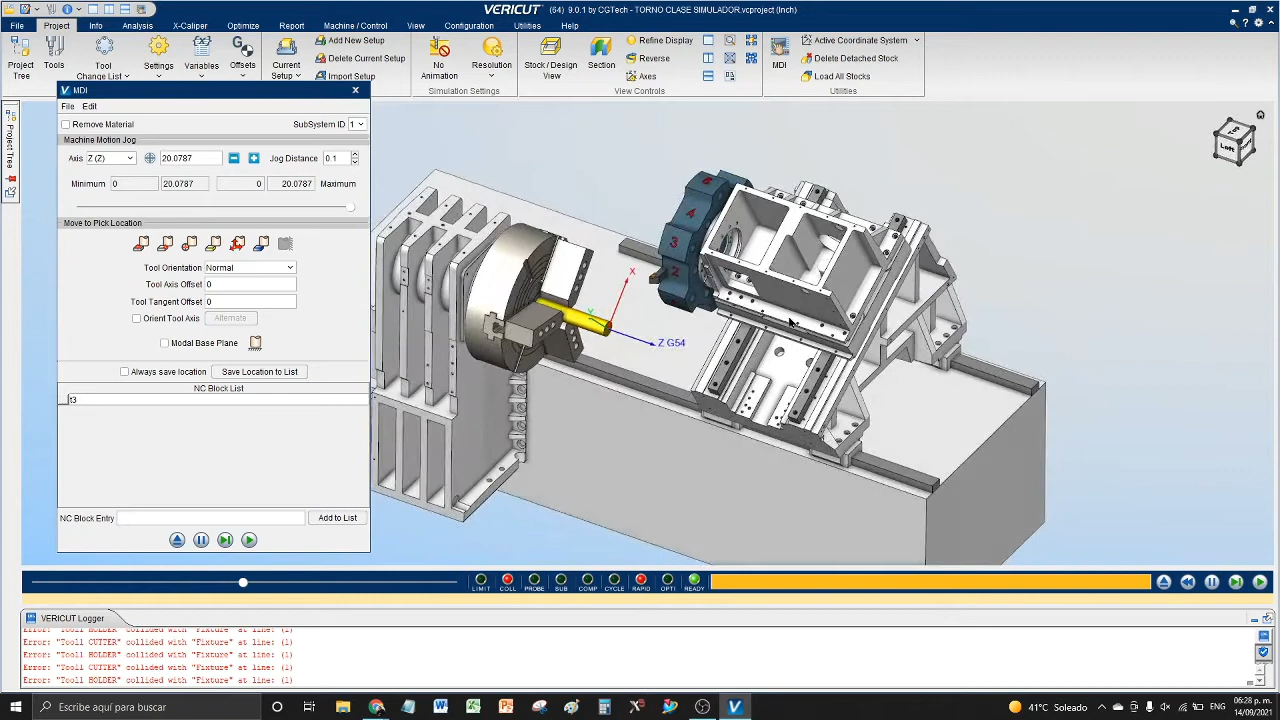 VERICUT (64) 9.0.1 by CGTech - TORNO CLASE SIMULADOR.vcproject (Inch)
File Project Info Analysis X-Caliper Optimize Report Machine / Control View Configuration Utilities Help
Project Tree
Tools
Tool Change List
Settings
Variables
G
Offsets
Current Setup
Add New Setup
Delete Current Setup
Import Setup
No Animation
Resolution
Simulation Settings
Stock / Design View
Section
Refine Display
Reverse
Axes
View Controls
MDI
Active Coordinate System
Delete Detached Stock
Load All Stocks
Utilities
Project Tree
V MDI
File Edit
Remove Material SubSystem ID 1
Machine Motion Jog
Axis Z (Z) 20.0787 Jog Distance 0.1
Minimum 0 20.0787 0 20.0787 Maximum
Move to Pick Location
Tool Orientation Normal
Tool Axis Offset 0
Tool Tangent Offset 0
Orient Tool Axis Alternate
Modal Base Plane
Always save location Save Location to List
NC Block List
t3
NC Block Entry Add to List
4
3
2
X
Y
Z G54
Left
LIMIT COLL PROBE SUB COMP CYCLE RAPID OPTI READY
VERICUT Logger
Error: "Tool1 HOLDER" collided with "Fixture" at line: (1)
Error: "Tool1 CUTTER" collided with "Fixture" at line: (1)
Error: "Tool1 HOLDER" collided with "Fixture" at line: (1)
Error: "Tool1 CUTTER" collided with "Fixture" at line: (1)
Error: "Tool1 HOLDER" collided with "Fixture" at line: (1)
Escribe aquí para buscar
41°C Soleado
ENG
06:28 p. m.
14/09/2021